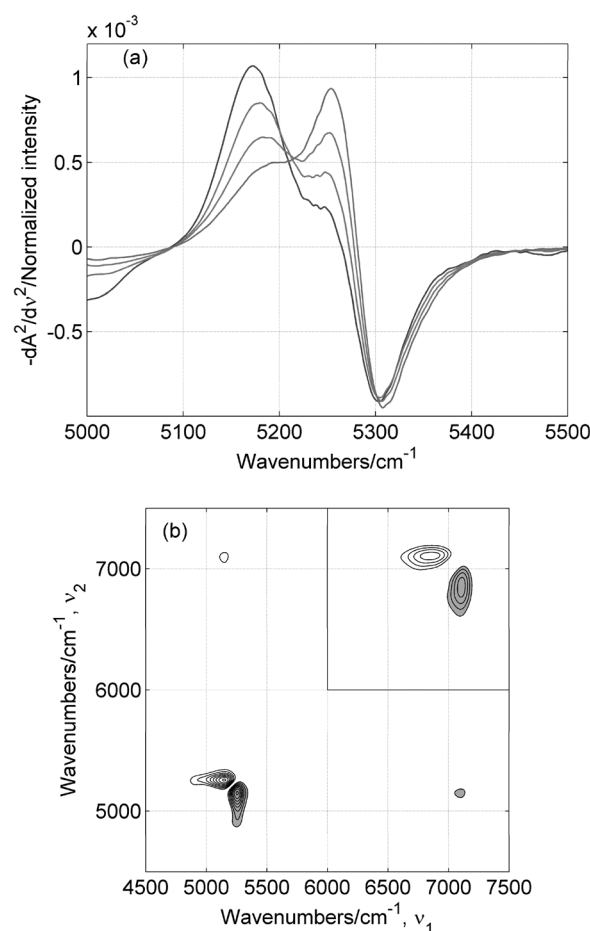 x 10⁻³
(a)
1
0.5
0
-0.5
-dA²/dν²/Normalized intensity
5000 5100 5200 5300 5400 5500
Wavenumbers/cm⁻¹
(b)
7000
6000
5000
Wavenumbers/cm⁻¹, ν₂
4500 5000 5500 6000 6500 7000 7500
Wavenumbers/cm⁻¹, ν₁